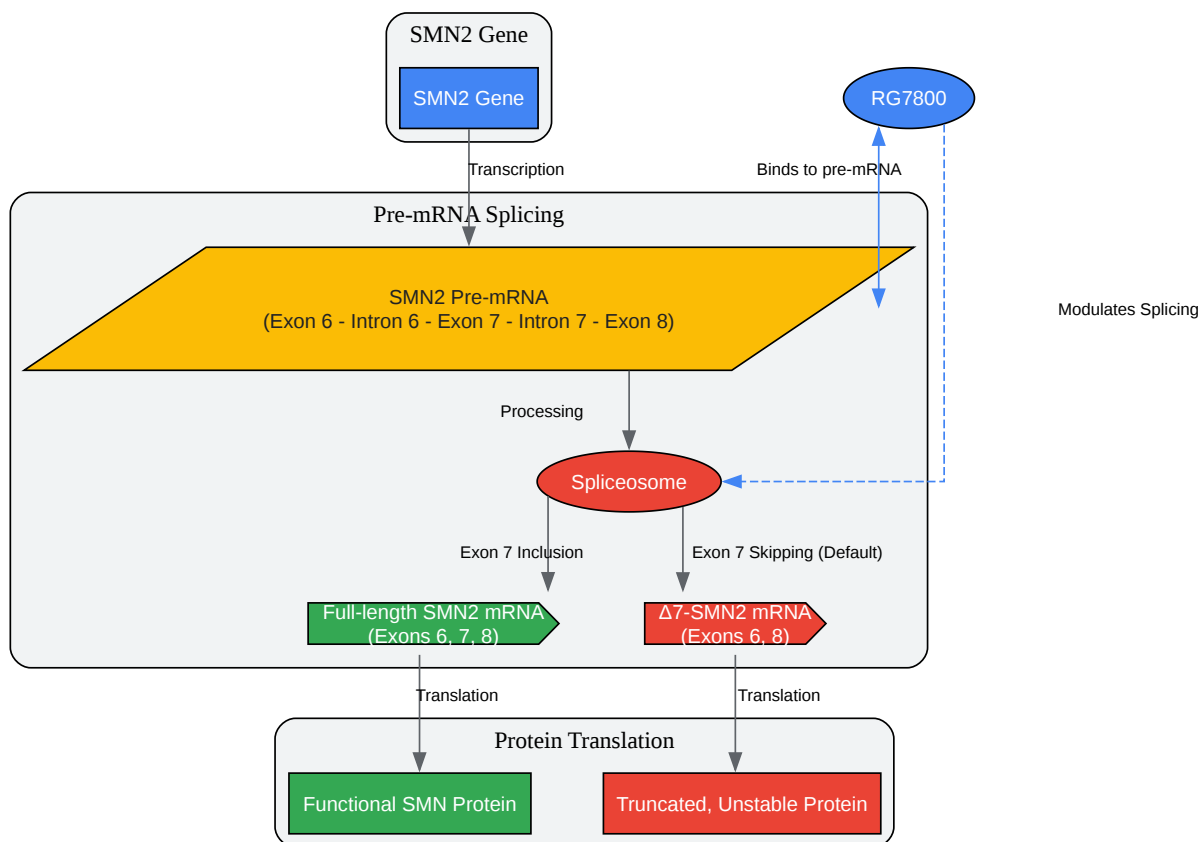 SMN2 Gene
SMN2 Gene
RG7800
Transcription
Binds to pre-mRNA
Pre-mRNA Splicing
SMN2 Pre-mRNA
(Exon 6 - Intron 6 - Exon 7 - Intron 7 - Exon 8)
Modulates Splicing
Processing
Spliceosome
Exon 7 Inclusion
Exon 7 Skipping (Default)
Full-length SMN2 mRNA
(Exons 6, 7, 8)
Δ7-SMN2 mRNA
(Exons 6, 8)
Translation
Translation
Protein Translation
Functional SMN Protein
Truncated, Unstable Protein